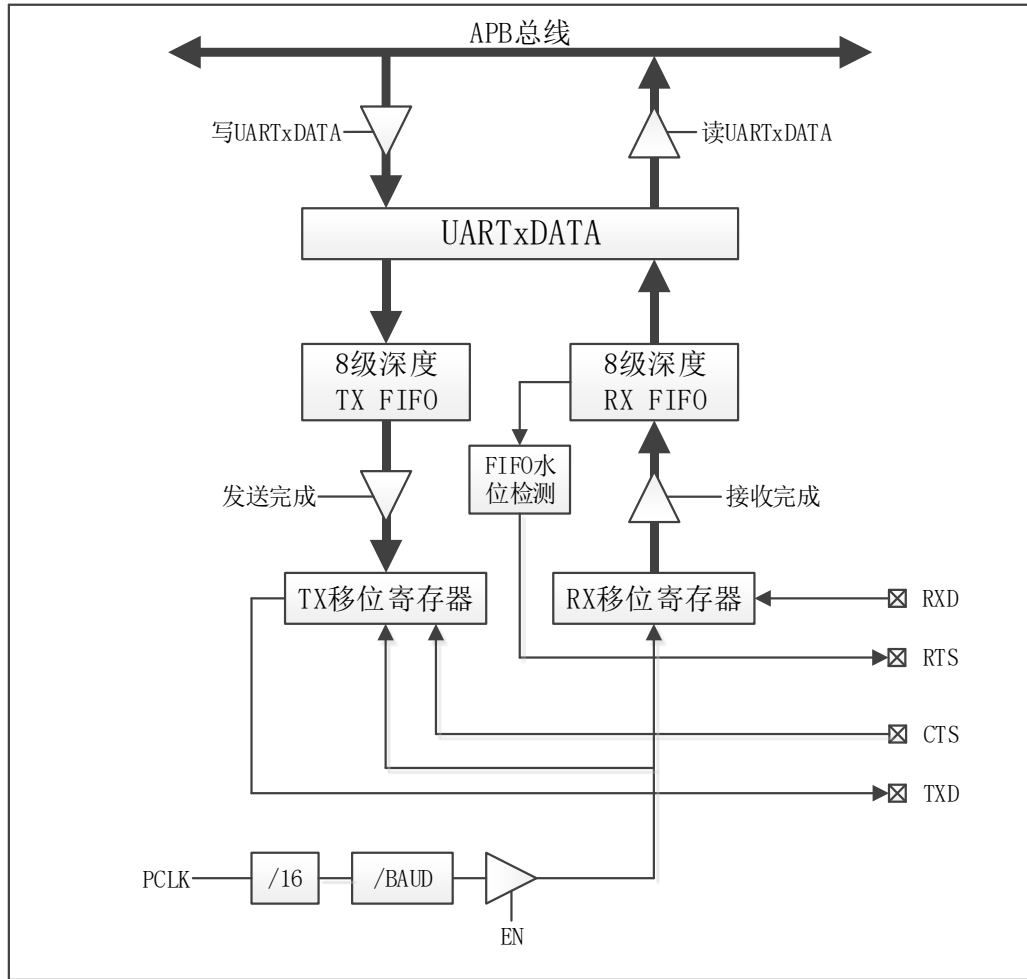 APB总线
写UARTxDATA
读UARTxDATA
UARTxDATA
8级深度
TX FIFO
8级深度
RX FIFO
FIFO水
位检测
发送完成
接收完成
TX移位寄存器
RX移位寄存器
RXD
RTS
CTS
TXD
PCLK
/16
/BAUD
EN